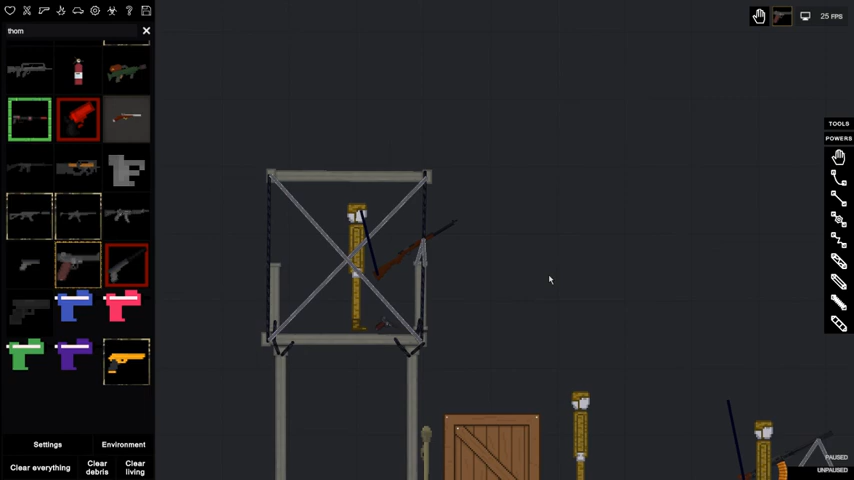 thom
25 FPS
TOOLS
POWERS
Settings
Environment
Clear everything
Clear
debris
Clear
living
PAUSED
UNPAUSED